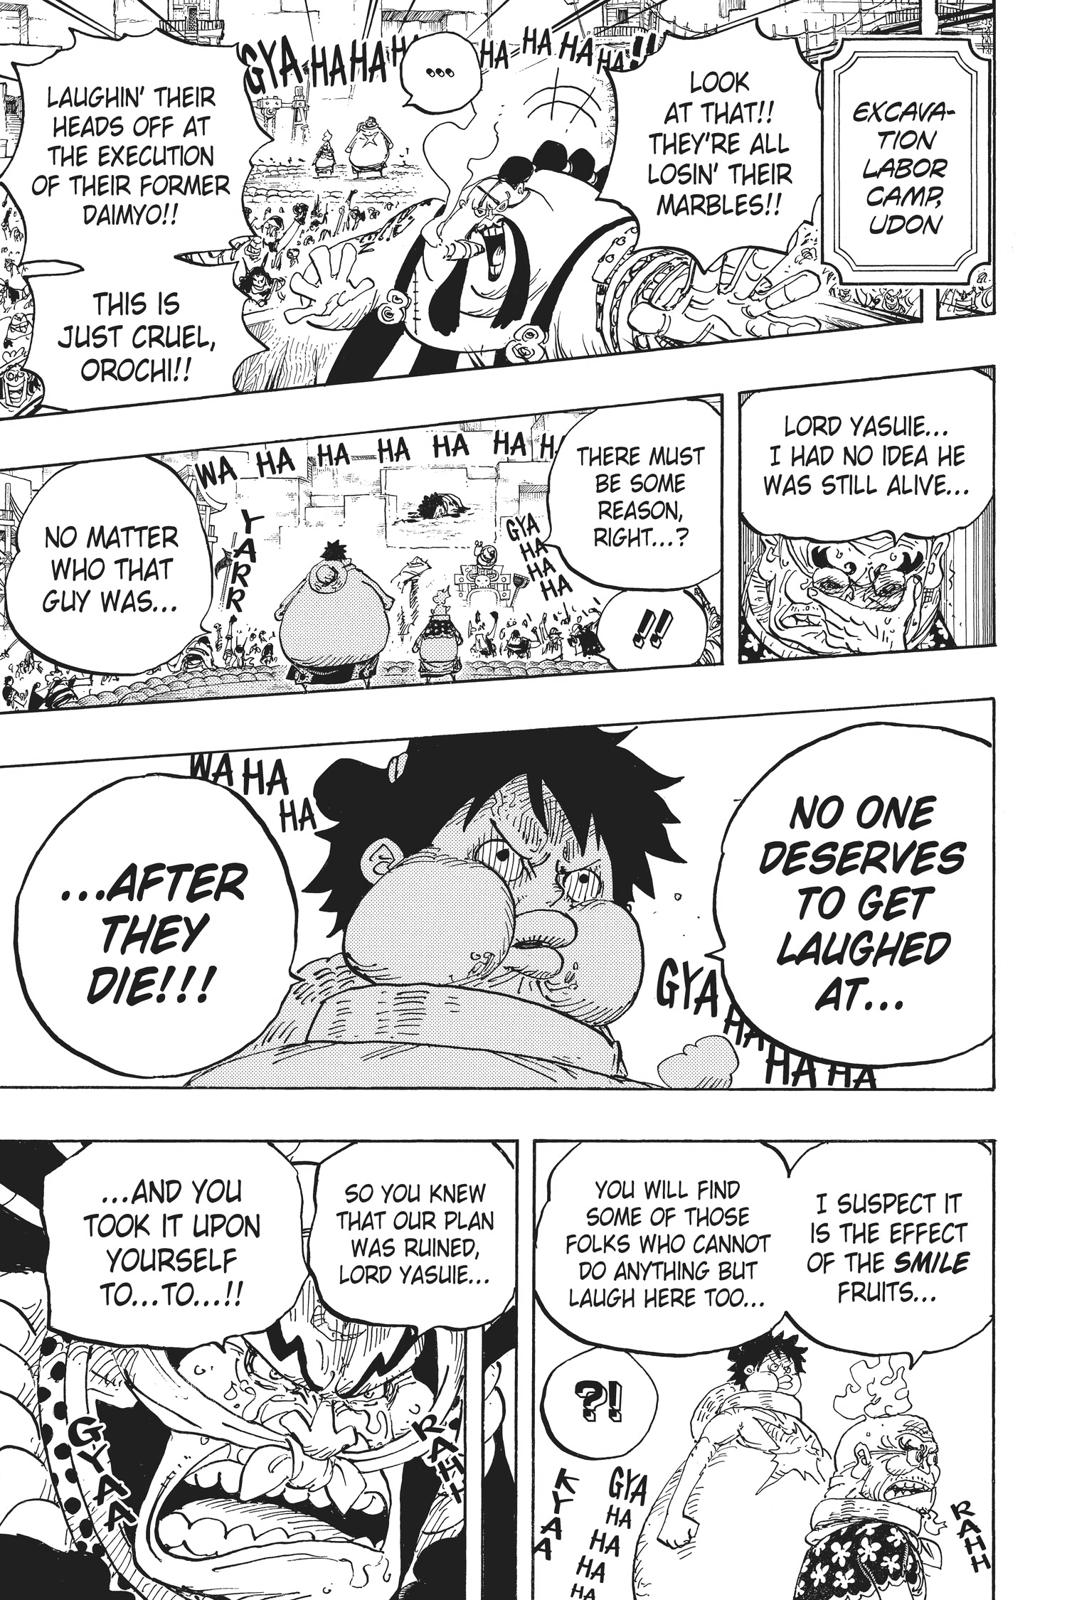 EXCAVA-
TION
LABOR
CAMP,
UDON
LOOK
AT THAT!!
THEY'RE ALL
LOSIN' THEIR
MARBLES!!
GYA HA HA HA HA HA HA HA!!
...
LAUGHIN' THEIR
HEADS OFF AT
THE EXECUTION
OF THEIR FORMER
DAIMYO!!
THIS IS
JUST CRUEL,
OROCHI!!
LORD YASUIE...
I HAD NO IDEA HE
WAS STILL ALIVE...
THERE MUST
BE SOME
REASON,
RIGHT...?
!!
WA HA HA HA HA HA HA
GYA
HA
HA
HA
YARR
NO MATTER
WHO THAT
GUY WAS...
NO ONE
DESERVES
TO GET
LAUGHED
AT...
GYA HA HA HA HA
WA HA
HA
...AFTER
THEY
DIE!!!
I SUSPECT IT
IS THE EFFECT
OF THE SMILE
FRUITS...
YOU WILL FIND
SOME OF THOSE
FOLKS WHO CANNOT
DO ANYTHING BUT
LAUGH HERE TOO...
?!
RAHH
GYA
HA
HA
HA
HA
KYAA
SO YOU KNEW
THAT OUR PLAN
WAS RUINED,
LORD YASUIE...
...AND YOU
TOOK IT UPON
YOURSELF
TO...TO...!!
RAHH
GYAA